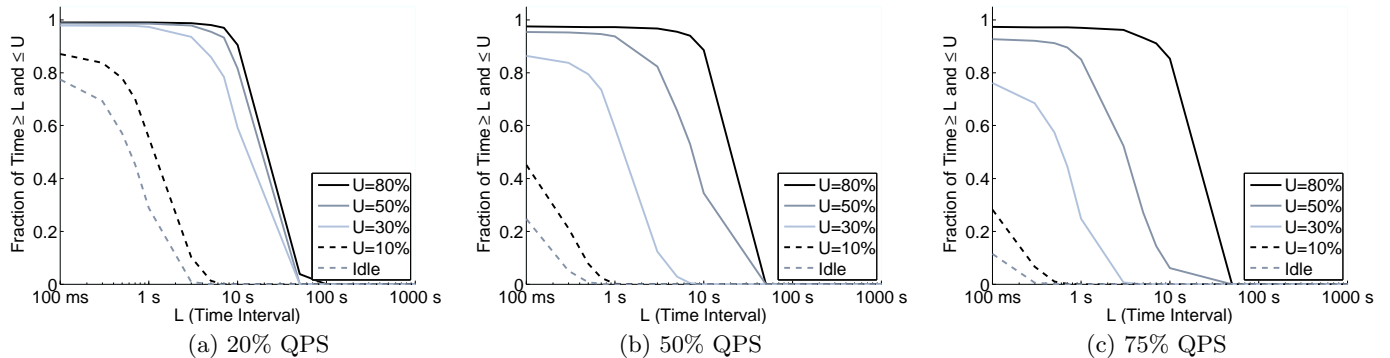 Fraction of Time ≥ L and ≤ U
1
0.8
0.6
0.4
0.2
0
U=80%
U=50%
U=30%
U=10%
Idle
100 ms 1 s 10 s 100 s 1000 s
L (Time Interval)
(a) 20% QPS
Fraction of Time ≥ L and ≤ U
1
0.8
0.6
0.4
0.2
0
U=80%
U=50%
U=30%
U=10%
Idle
100 ms 1 s 10 s 100 s 1000 s
L (Time Interval)
(b) 50% QPS
Fraction of Time ≥ L and ≤ U
1
0.8
0.6
0.4
0.2
0
U=80%
U=50%
U=30%
U=10%
Idle
100 ms 1 s 10 s 100 s 1000 s
L (Time Interval)
(c) 75% QPS